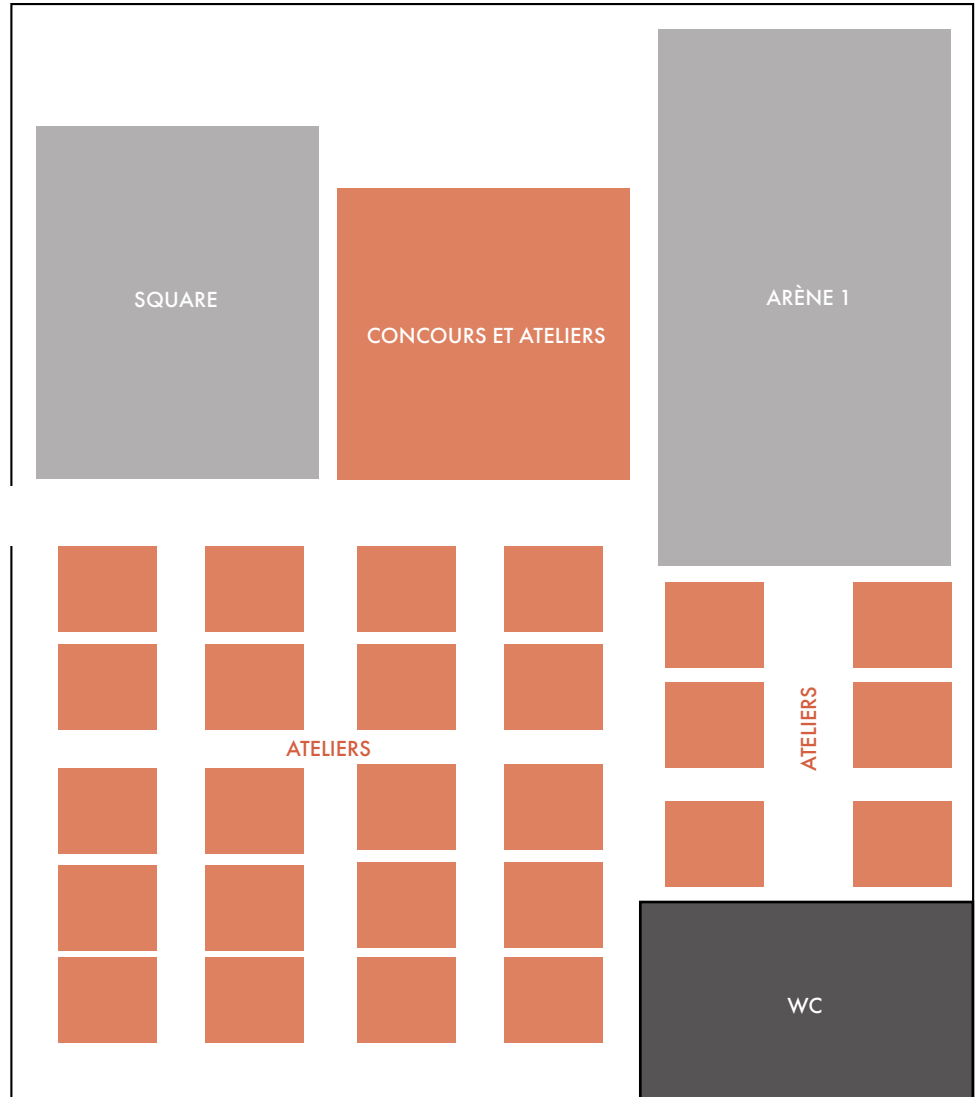 SQUARE
CONCOURS ET ATELIERS
ARÈNE 1
ATELIERS
ATELIERS
WC